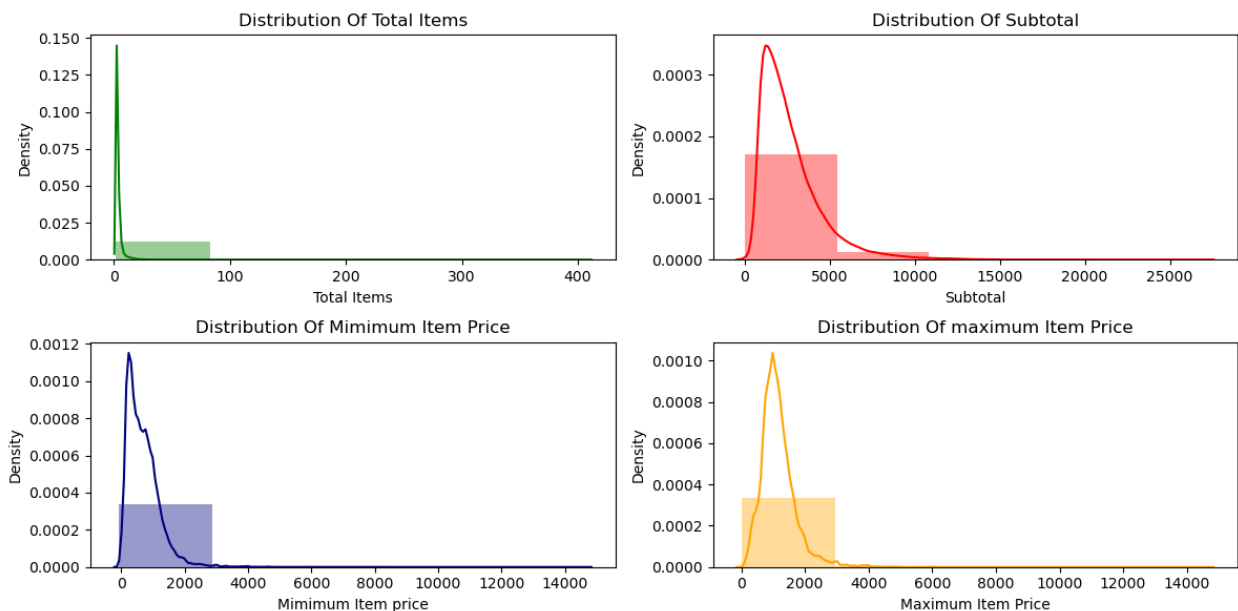 Distribution Of Total Items
0.150
0.125
0.100
0.075
0.050
0.025
0.000
Density
0 100 200 300 400
Total Items
Distribution Of Subtotal
0.0003
0.0002
0.0001
0.0000
Density
0 5000 10000 15000 20000 25000
Subtotal
Distribution Of Mimimum Item Price
0.0012
0.0010
0.0008
0.0006
0.0004
0.0002
0.0000
Density
0 2000 4000 6000 8000 10000 12000 14000
Mimimum Item price
Distribution Of maximum Item Price
0.0010
0.0008
0.0006
0.0004
0.0002
0.0000
Density
0 2000 4000 6000 8000 10000 12000 14000
Maximum Item Price